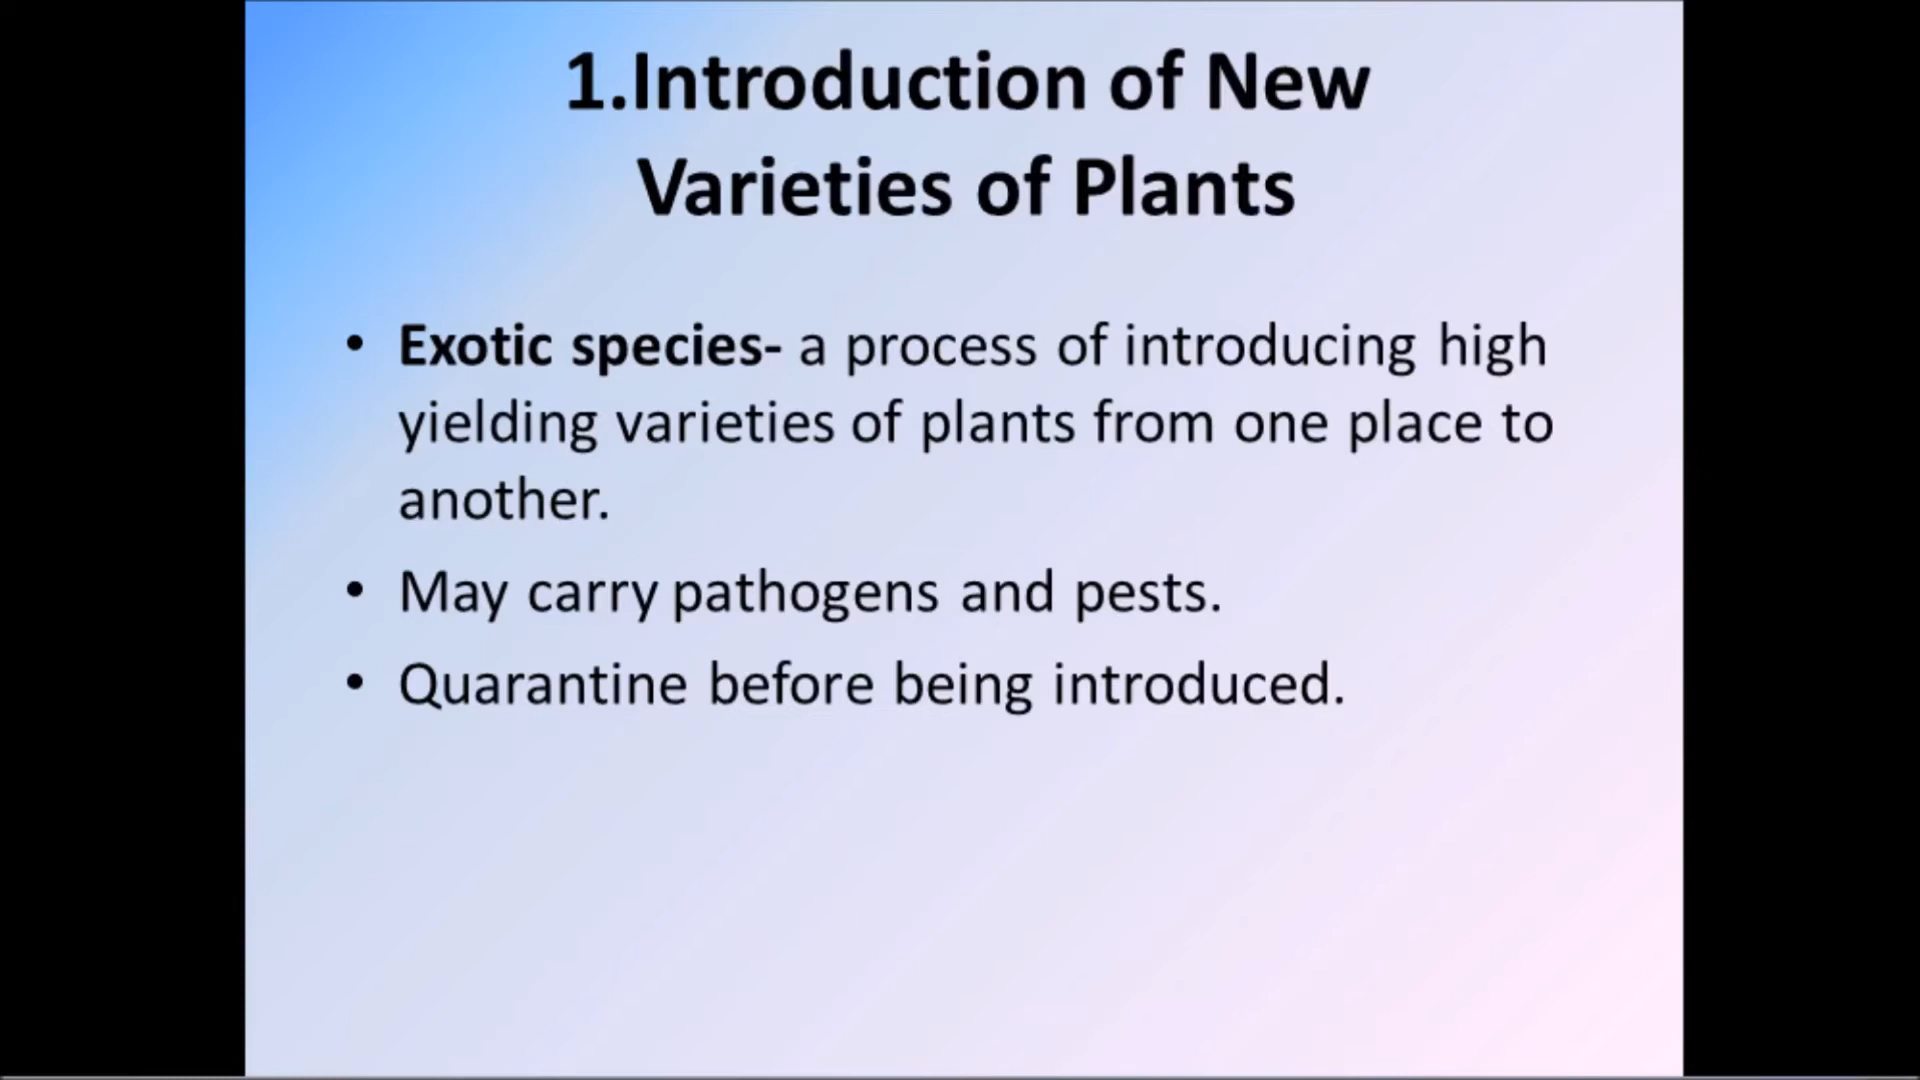 1.Introduction of New
Varieties of Plants
• Exotic species- a process of introducing high
yielding varieties of plants from one place to
another.
• May carry pathogens and pests.
• Quarantine before being introduced.